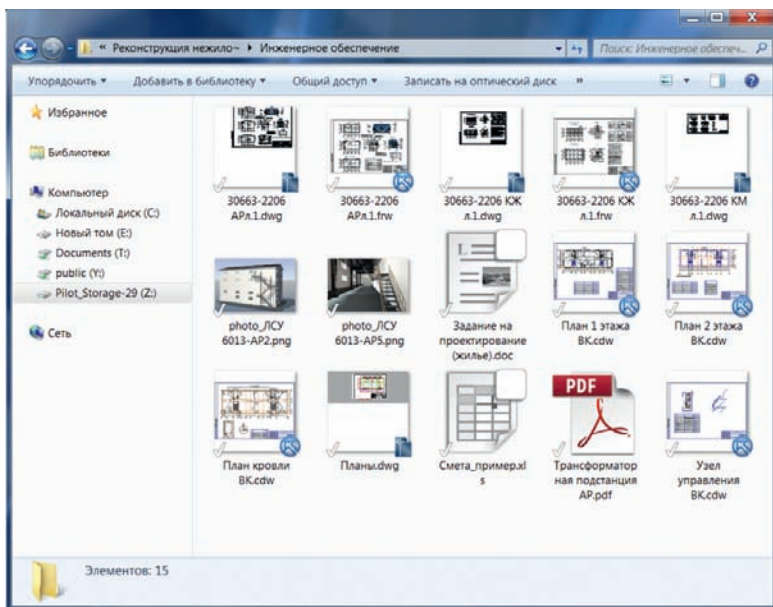 « Реконструкция нежило~ ▸ Инженерное обеспечение
Поиск: Инженерное обеспеч...
Упорядочить Добавить в библиотеку Общий доступ Записать на оптический диск »
Избранное
Библиотеки
Компьютер
Локальный диск (C:)
Новый том (E:)
Documents (T:)
public (Y:)
Pilot_Storage-29 (Z:)
Сеть
30663-2206
АРл.1.dwg
30663-2206
АРл.1.frw
30663-2206 КЖ
л.1.dwg
30663-2206 КЖ
л.1.frw
30663-2206 КМ
л.1.dwg
photo_ЛСУ
6013-АР2.png
photo_ЛСУ
6013-АР5.png
Задание на
проектирование
(жилье).doc
План 1 этажа
ВК.cdw
План 2 этажа
ВК.cdw
План кровли
ВК.cdw
Планы.dwg
Смета_пример.xl
s
PDF
Трансформатор
ная подстанция
АР.pdf
Узел
управления
ВК.cdw
Элементов: 15